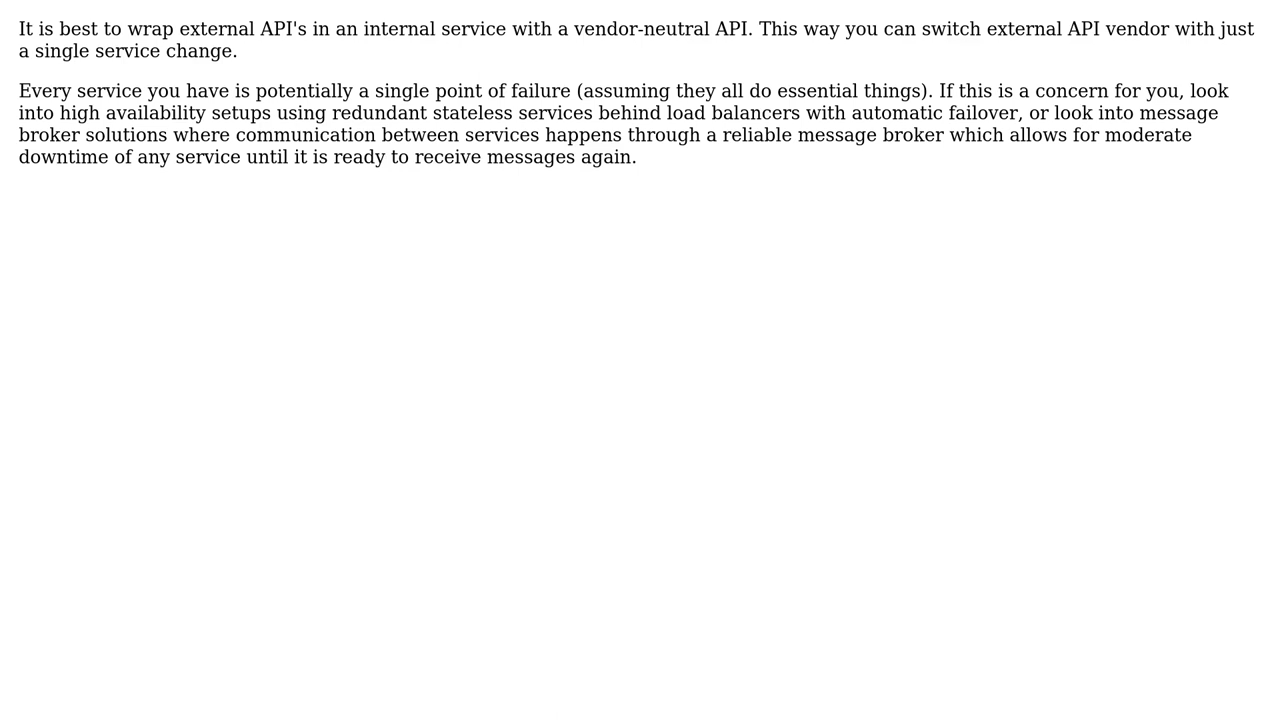 It is best to wrap external API's in an internal service with a vendor-neutral API. This way you can switch external API vendor with just
a single service change.
Every service you have is potentially a single point of failure (assuming they all do essential things). If this is a concern for you, look
into high availability setups using redundant stateless services behind load balancers with automatic failover, or look into message
broker solutions where communication between services happens through a reliable message broker which allows for moderate
downtime of any service until it is ready to receive messages again.